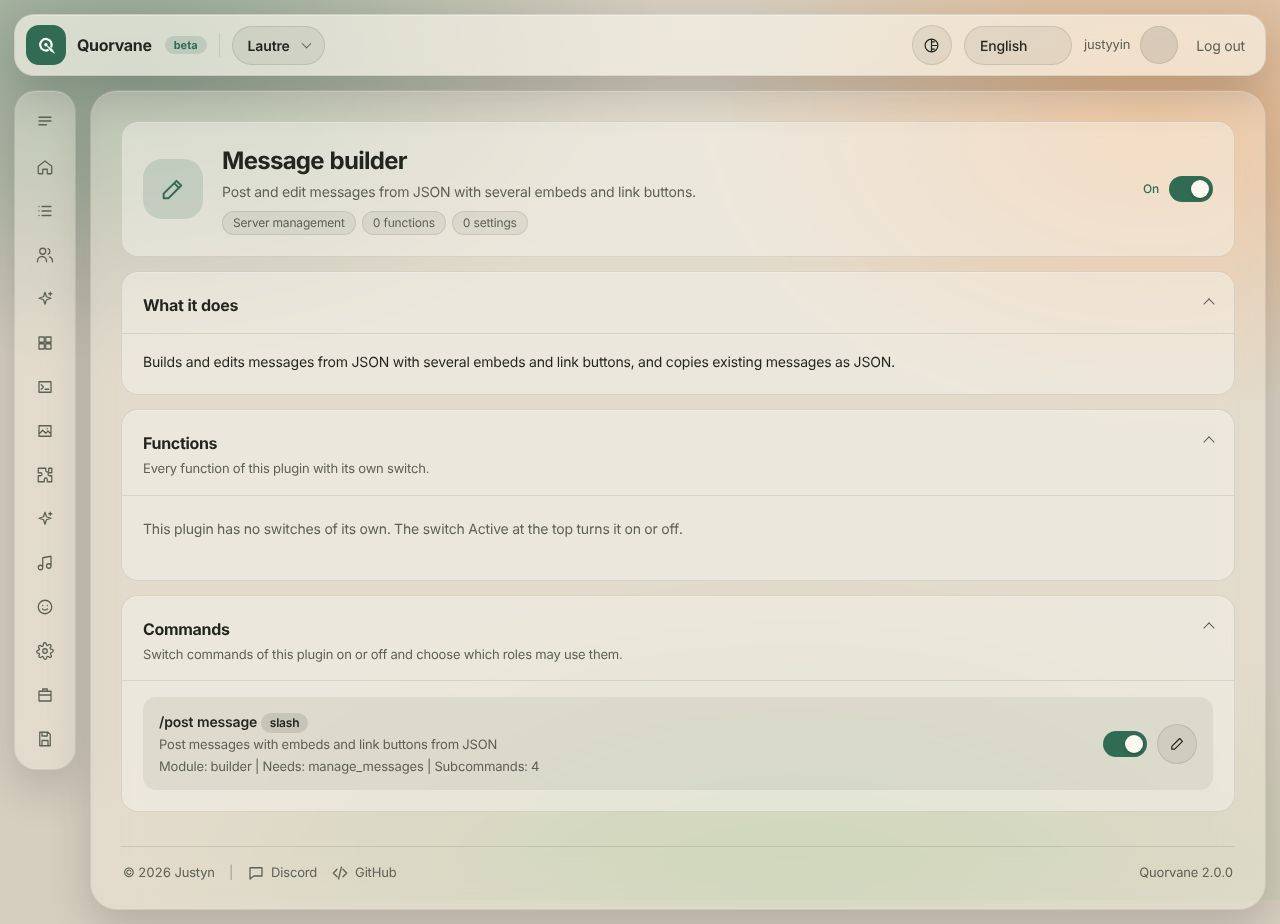 Quorvane beta Lautre English justyyin Log out
Message builder
Post and edit messages from JSON with several embeds and link buttons.
Server management 0 functions 0 settings
On
What it does
Builds and edits messages from JSON with several embeds and link buttons, and copies existing messages as JSON.
Functions
Every function of this plugin with its own switch.
This plugin has no switches of its own. The switch Active at the top turns it on or off.
Commands
Switch commands of this plugin on or off and choose which roles may use them.
/post message slash
Post messages with embeds and link buttons from JSON
Module: builder | Needs: manage_messages | Subcommands: 4
© 2026 Justyn | Discord GitHub Quorvane 2.0.0